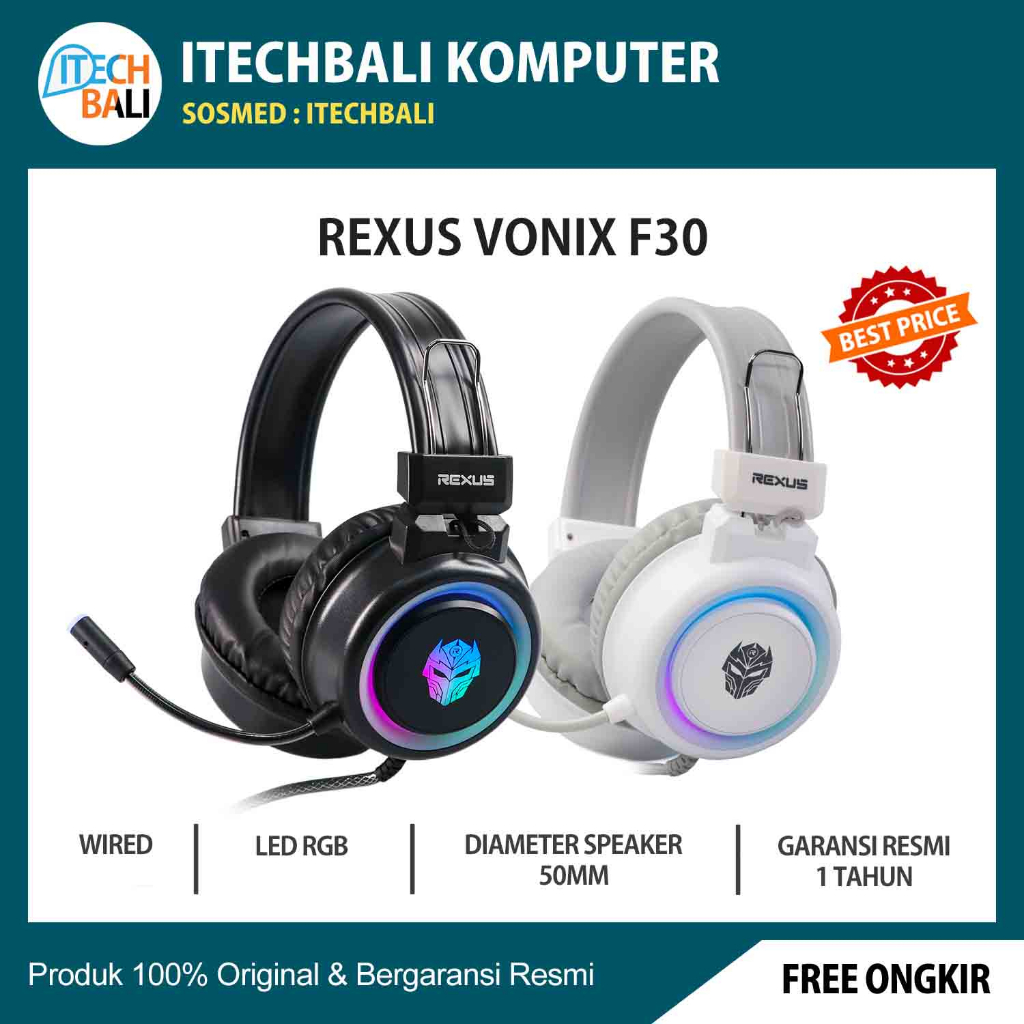 ITECH
BALI
ITECHBALI KOMPUTER
SOSMED : ITECHBALI
REXUS VONIX F30
BEST PRICE
REXUS
REXUS
WIRED
LED RGB
DIAMETER SPEAKER
50MM
GARANSI RESMI
1 TAHUN
Produk 100% Original & Bergaransi Resmi
FREE ONGKIR